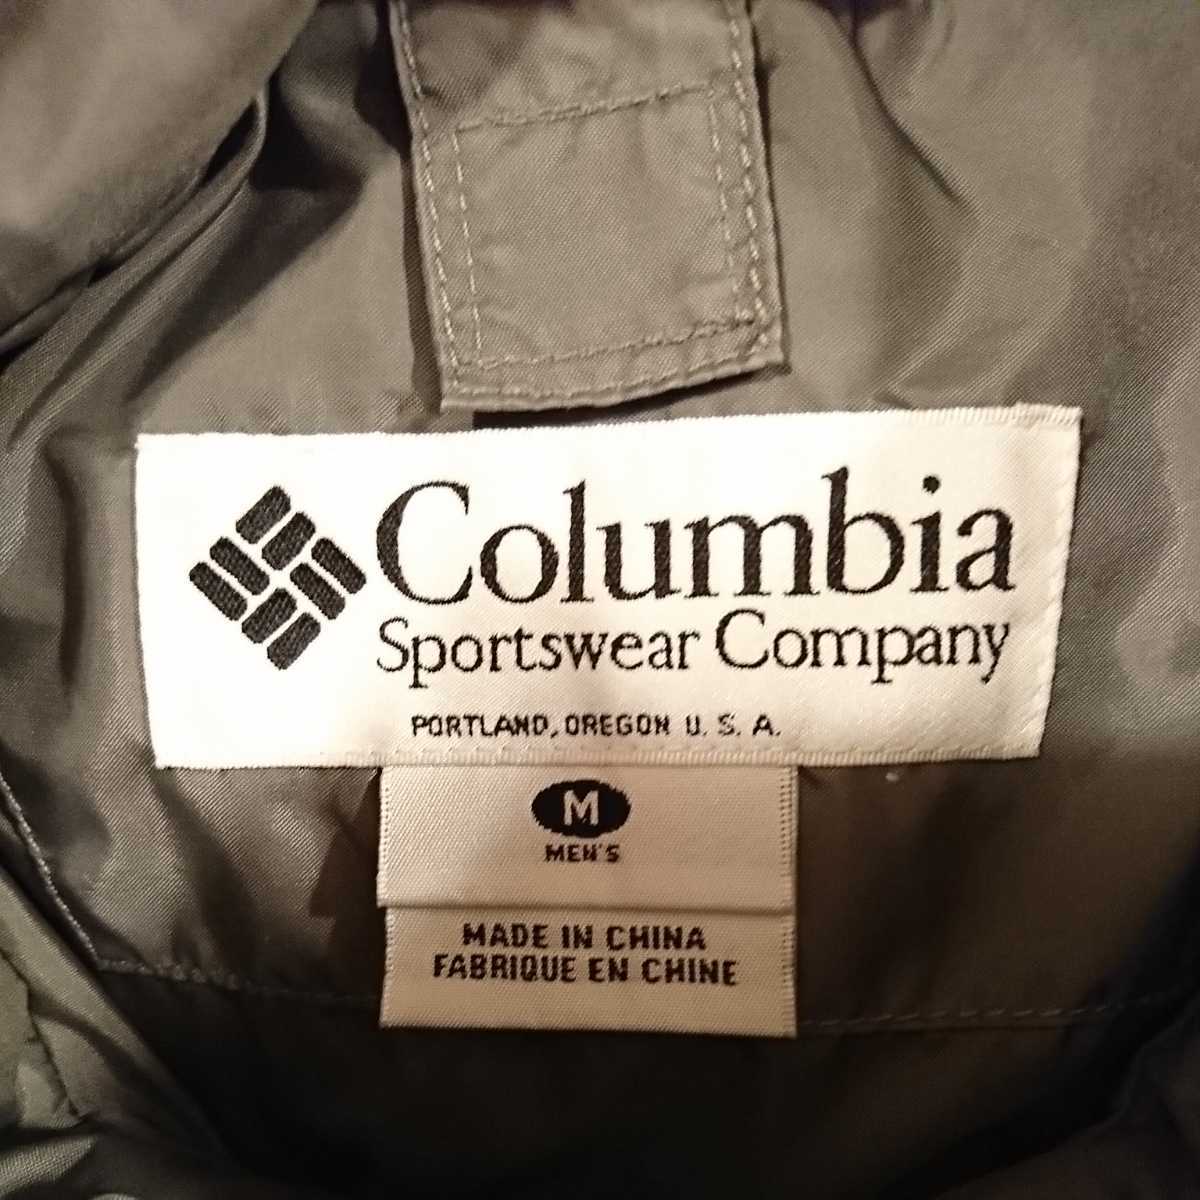 Columbia
Sportswear Company
PORTLAND, OREGON U. S. A.
M
MEN'S
MADE IN CHINA
FABRIQUE EN CHINE